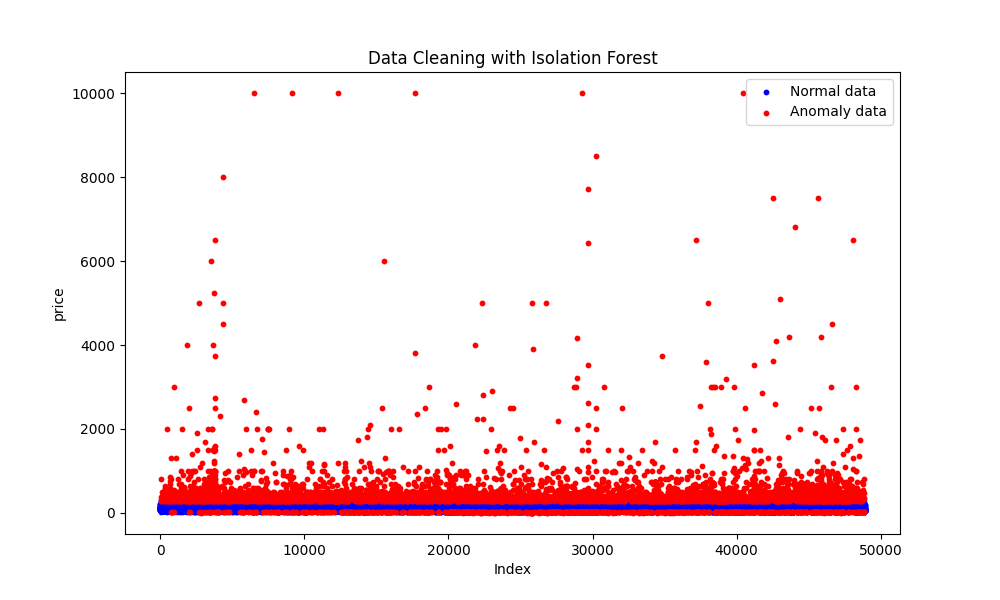 Data Cleaning with Isolation Forest
10000
8000
6000
4000
2000
0
price
Normal data
Anomaly data
0
10000
20000
30000
40000
50000
Index